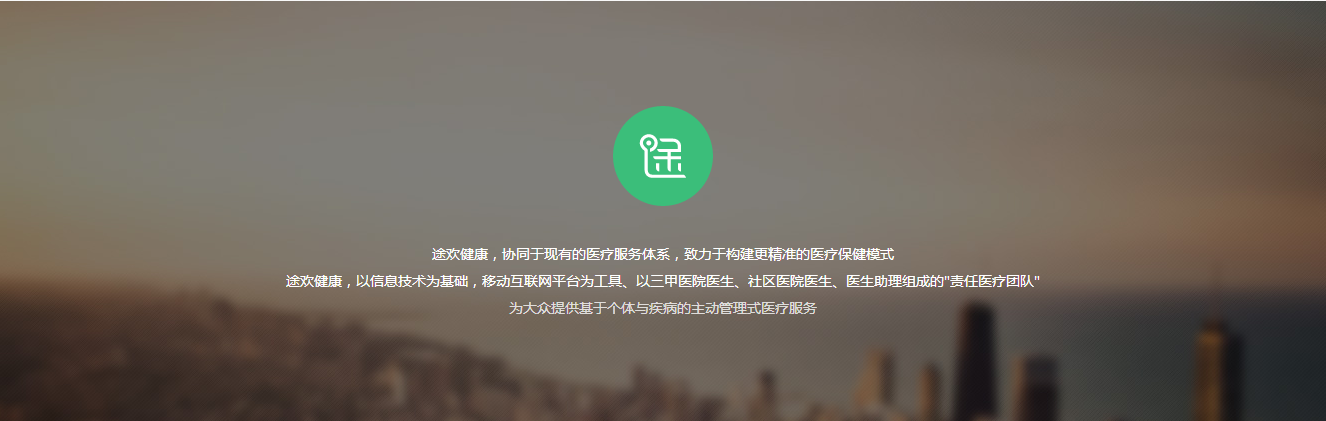 途欢健康，协同于现有的医疗服务体系，致力于构建更精准的医疗保健模式
途欢健康，以信息技术为基础，移动互联网平台为工具、以三甲医院医生、社区医院医生、医生助理组成的"责任医疗团队"
为大众提供基于个体与疾病的主动管理式医疗服务